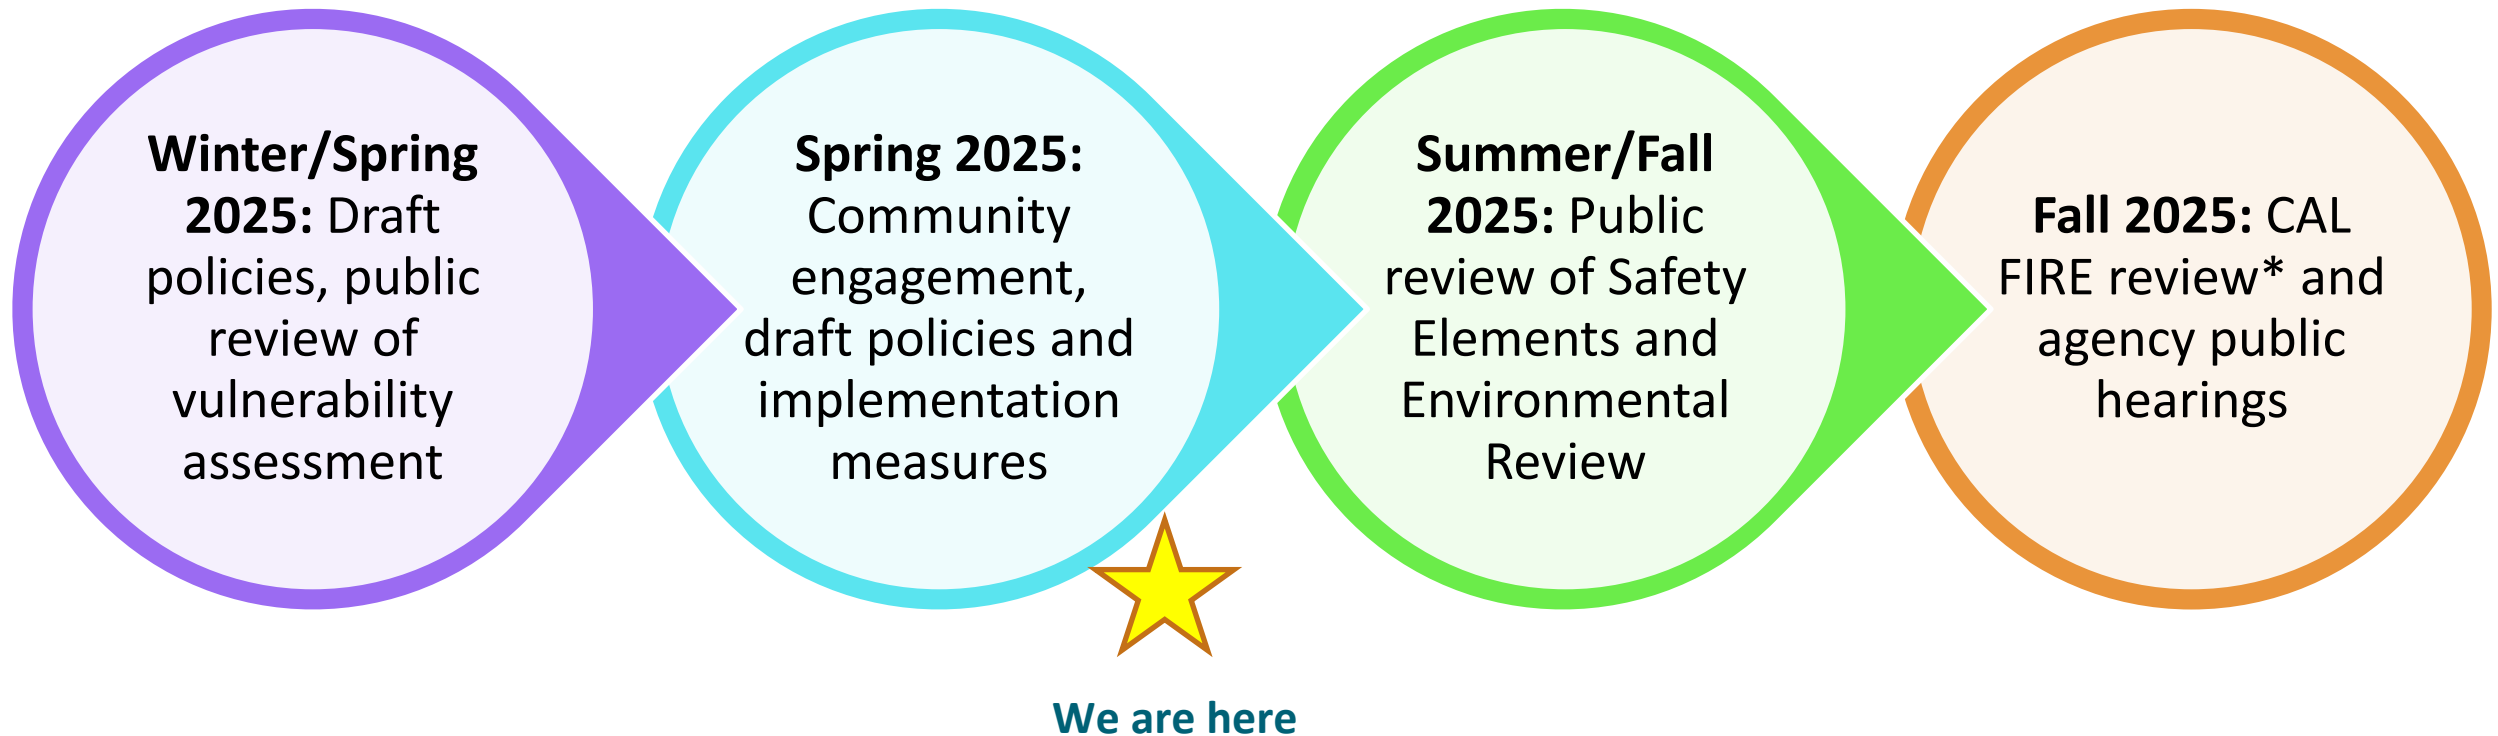 Winter/Spring
2025: Draft
policies, public
review of
vulnerability
assessment
Spring 2025:
Community
engagement,
draft policies and
implementation
measures
Summer/Fall
2025: Public
review of Safety
Elements and
Environmental
Review
Fall 2025: CAL
FIRE review* and
agency public
hearings
We are here